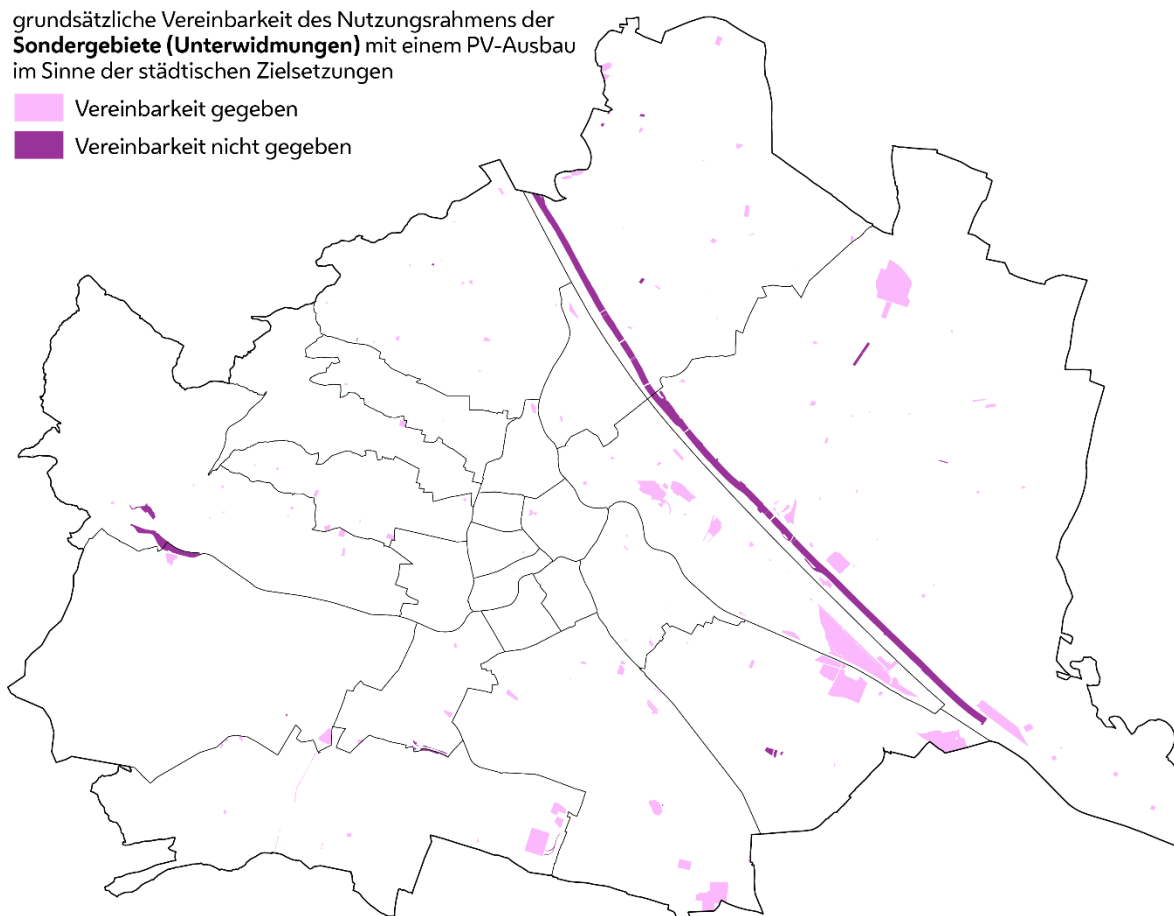 grundsätzliche Vereinbarkeit des Nutzungsrahmens der
Sondergebiete (Unterwidmungen) mit einem PV-Ausbau
im Sinne der städtischen Zielsetzungen
Vereinbarkeit gegeben
Vereinbarkeit nicht gegeben